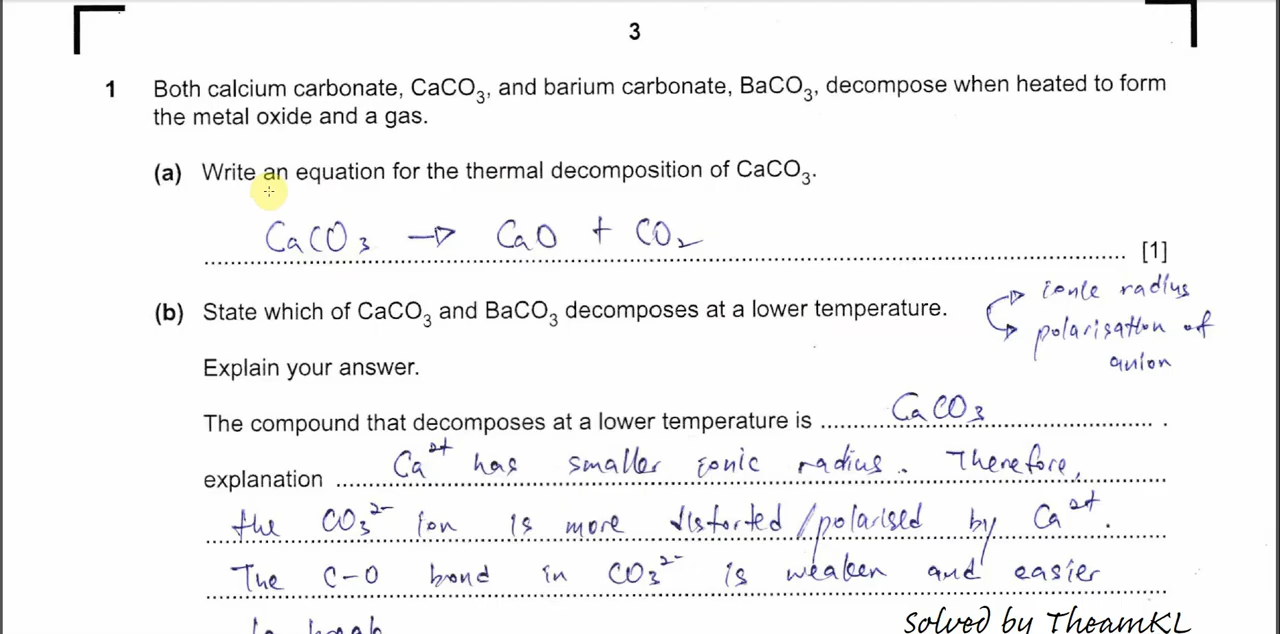 3
1 Both calcium carbonate, CaCO₃, and barium carbonate, BaCO₃, decompose when heated to form
the metal oxide and a gas.
(a) Write an equation for the thermal decomposition of CaCO₃.
CaCO₃ → CaO + CO₂
[1]
(b) State which of CaCO₃ and BaCO₃ decomposes at a lower temperature.
→ ionic radius
→ polarisation of
anion
Explain your answer.
The compound that decomposes at a lower temperature is CaCO₃ .
explanation Ca²⁺ has smaller ionic radius. Therefore,
the CO₃²⁻ ion is more distorted/polarised by Ca²⁺.
The C-O bond in CO₃²⁻ is weaken and easier
to break
Solved by TheamKL